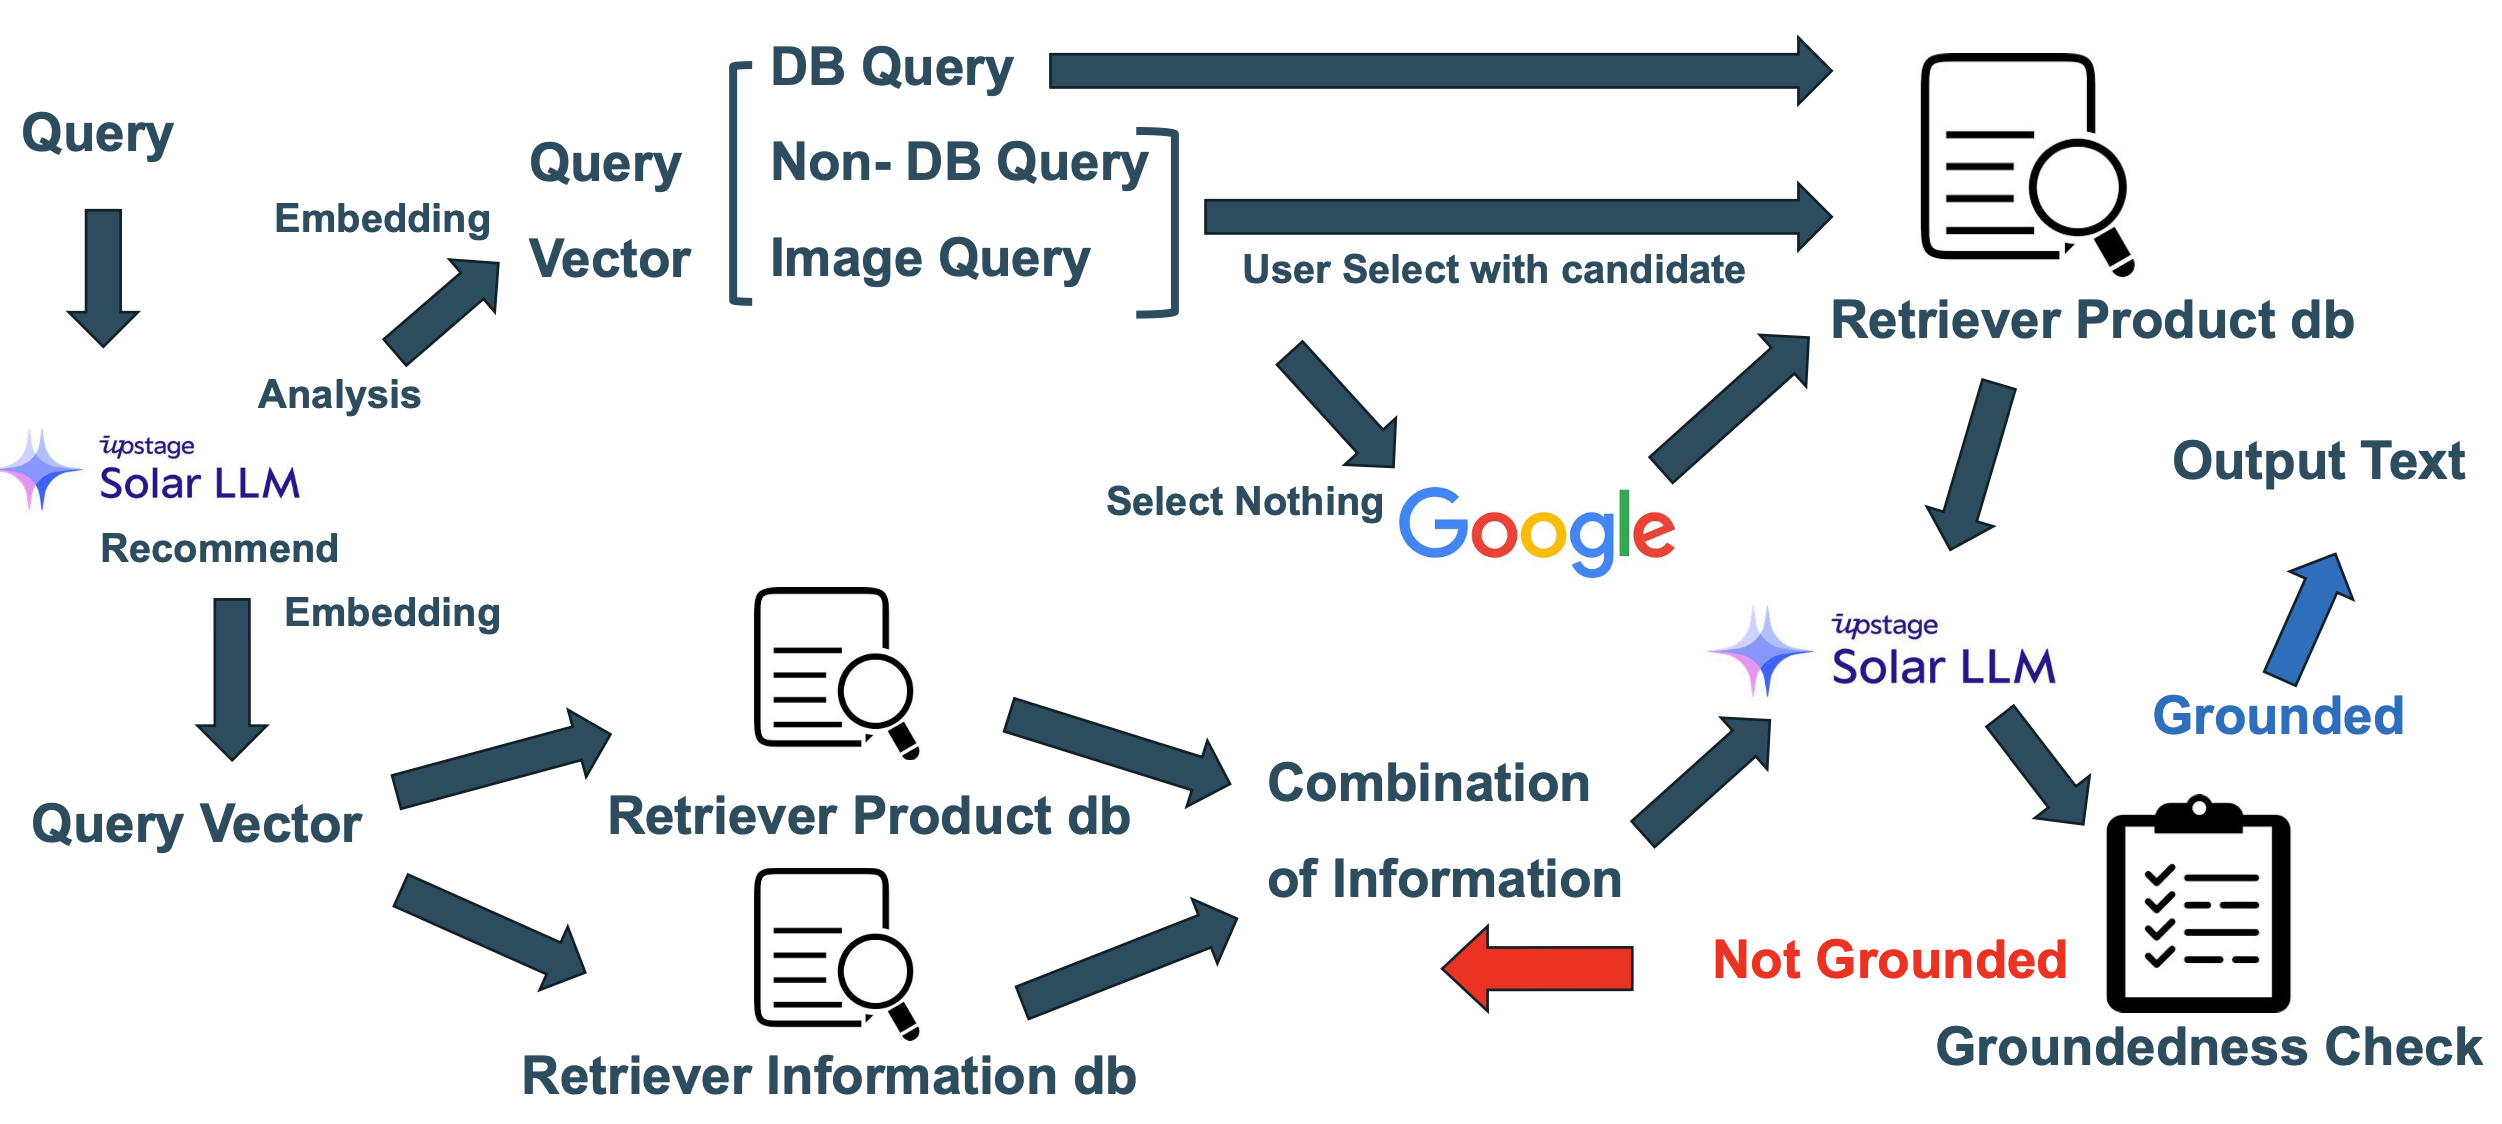 Query
Embedding
Analysis
upstage
Solar LLM
Recommend
Embedding
Query Vector
Query
Vector
DB Query
Non- DB Query
Image Query
User Select with candidate
Select Nothing
Google
Retriever Product db
Retriever Product db
Retriever Information db
Combination
of Information
upstage
Solar LLM
Output Text
Grounded
Not Grounded
Groundedness Check